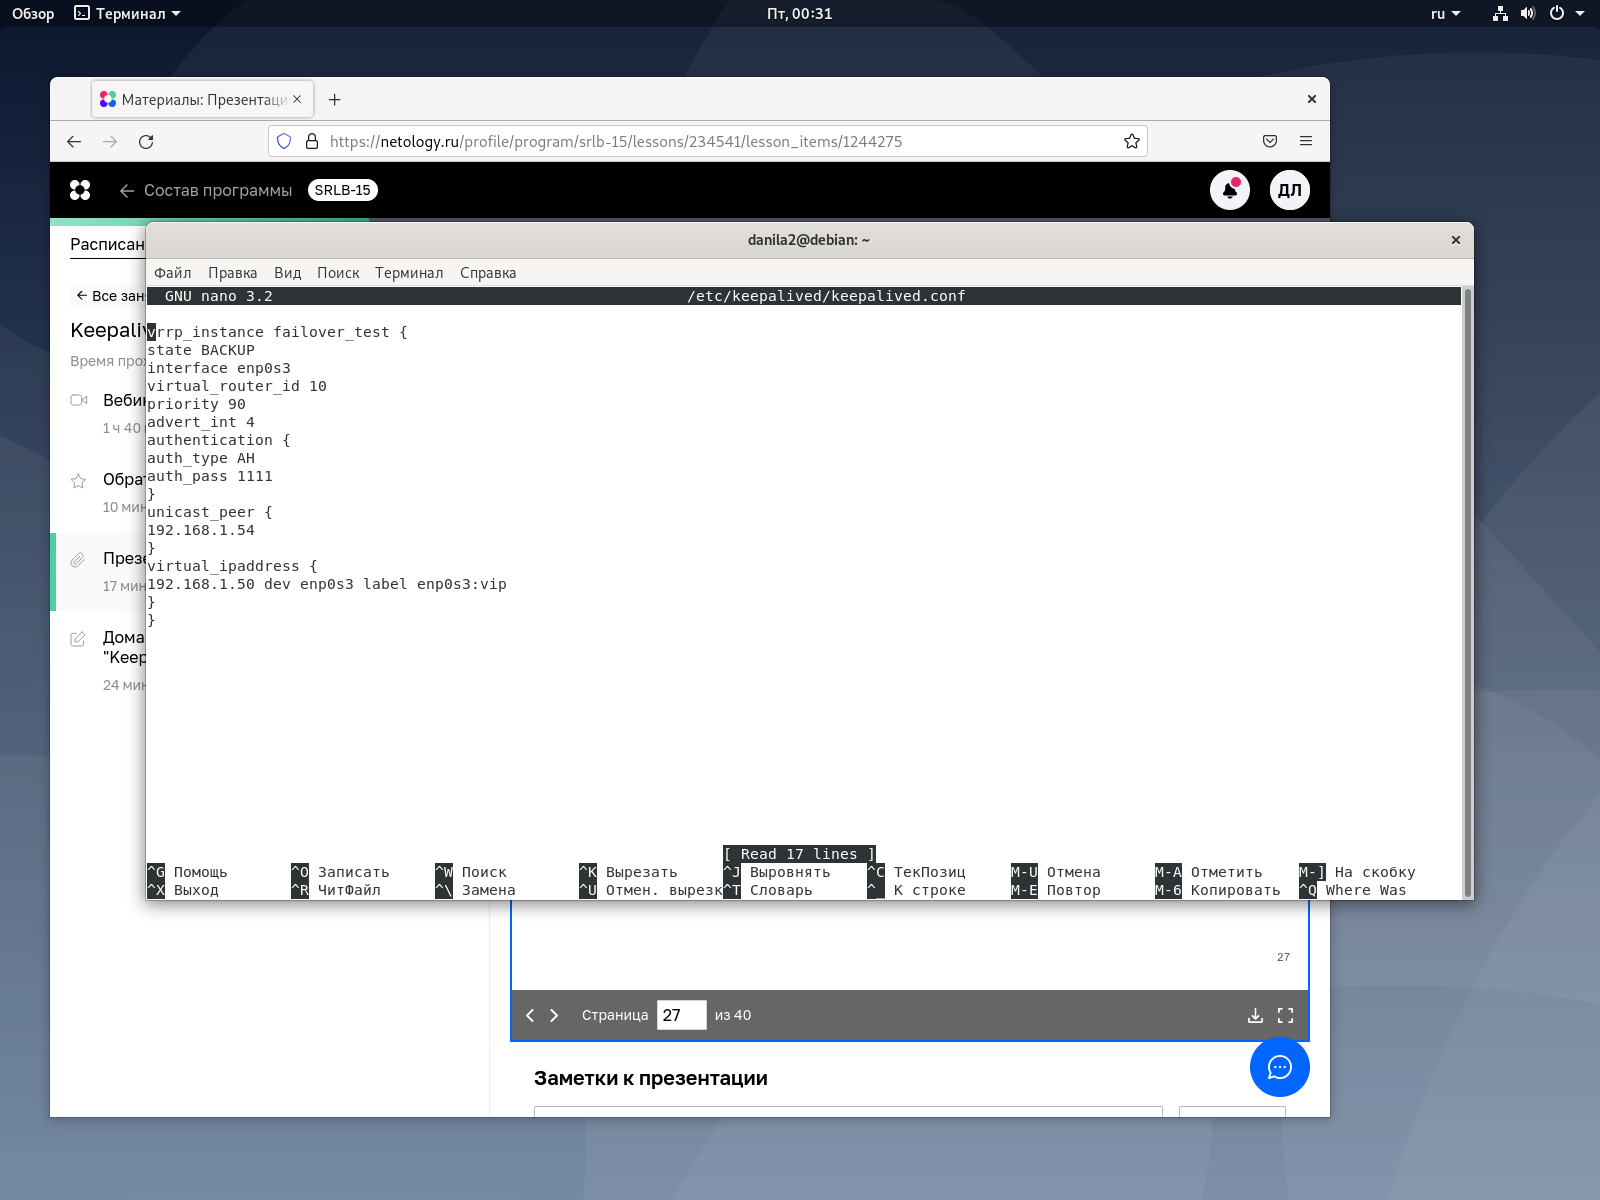 Обзор
Терминал
Пт, 00:31
ru
Материалы: Презентаци
https://netology.ru/profile/program/srlb-15/lessons/234541/lesson_items/1244275
Состав программы
SRLB-15
ДЛ
Расписан
Все заня
Keepaliv
Время про
Вебин
1 ч 40
Обрат
10 мин
Презе
17 мин
Дома
"Keep
24 мин
danila2@debian: ~
Файл Правка Вид Поиск Терминал Справка
GNU nano 3.2 /etc/keepalived/keepalived.conf
vrrp_instance failover_test {
state BACKUP
interface enp0s3
virtual_router_id 10
priority 90
advert_int 4
authentication {
auth_type AH
auth_pass 1111
}
unicast_peer {
192.168.1.54
}
virtual_ipaddress {
192.168.1.50 dev enp0s3 label enp0s3:vip
}
}
[ Read 17 lines ]
^G Помощь ^O Записать ^W Поиск ^K Вырезать ^J Выровнять ^C ТекПозиц M-U Отмена M-A Отметить M-] На скобку
^X Выход ^R ЧитФайл ^\ Замена ^U Отмен. вырезк ^T Словарь ^_ К строке M-E Повтор M-6 Копировать ^Q Where Was
27
Страница 27 из 40
Заметки к презентации